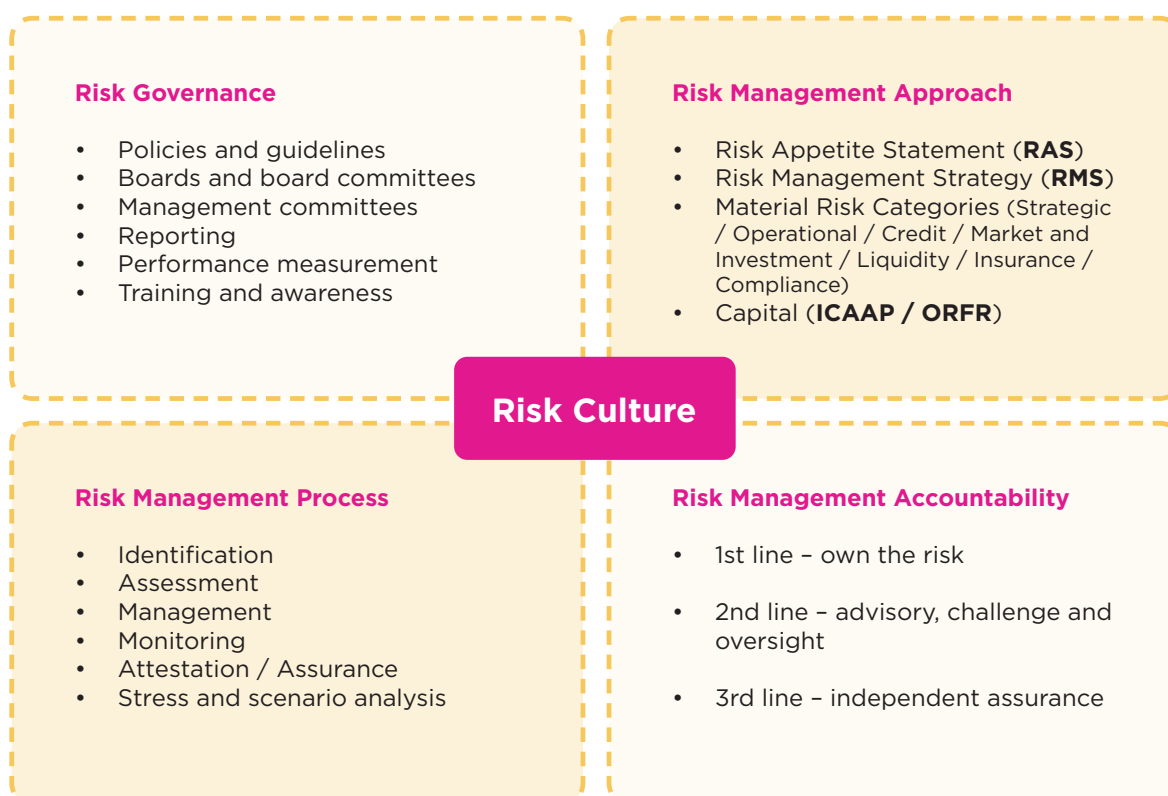 Risk Governance
• Policies and guidelines
• Boards and board committees
• Management committees
• Reporting
• Performance measurement
• Training and awareness
Risk Management Approach
• Risk Appetite Statement (RAS)
• Risk Management Strategy (RMS)
• Material Risk Categories (Strategic
/ Operational / Credit / Market and
Investment / Liquidity / Insurance /
Compliance)
• Capital (ICAAP / ORFR)
Risk Culture
Risk Management Process
• Identification
• Assessment
• Management
• Monitoring
• Attestation / Assurance
• Stress and scenario analysis
Risk Management Accountability
• 1st line – own the risk
• 2nd line – advisory, challenge and
oversight
• 3rd line – independent assurance